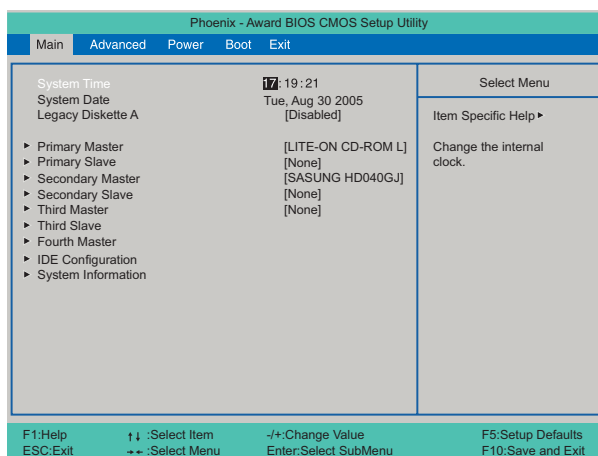 Phoenix - Award BIOS CMOS Setup Utility
Main Advanced Power Boot Exit
System Time 17 : 19 : 21
System Date Tue, Aug 30 2005
Legacy Diskette A [Disabled]
Primary Master [LITE-ON CD-ROM L]
Primary Slave [None]
Secondary Master [SASUNG HD040GJ]
Secondary Slave [None]
Third Master [None]
Third Slave
Fourth Master
IDE Configuration
System Information
Select Menu
Item Specific Help
Change the internal
clock.
F1:Help ↑↓ :Select Item -/+:Change Value F5:Setup Defaults
ESC:Exit →← :Select Menu Enter:Select SubMenu F10:Save and Exit